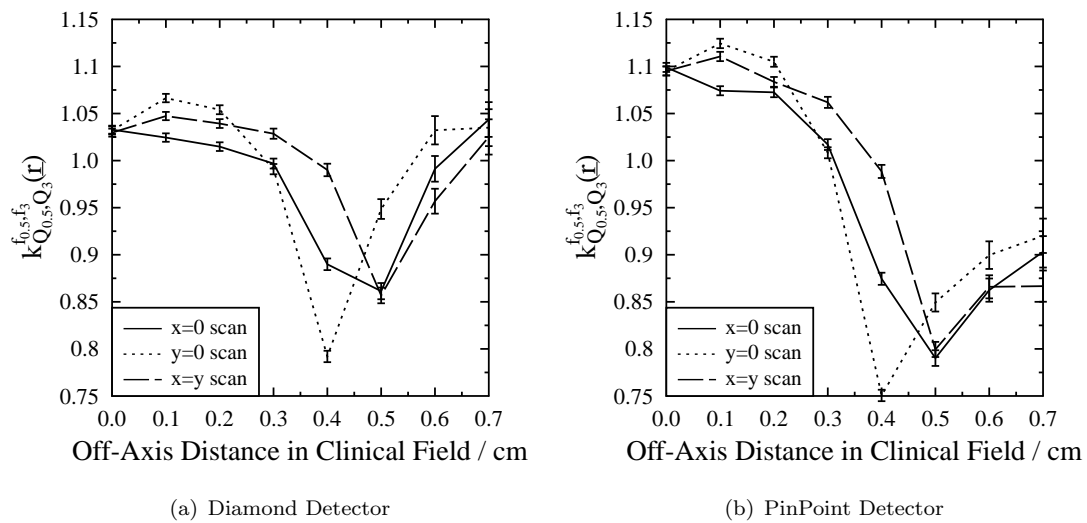 1.15
1.1
1.05
1.0
0.95
0.9
0.85
0.8
0.75
k^{f_{0.5},f_3}_{Q_{0.5},Q_3}(r)
x=0 scan
y=0 scan
x=y scan
0.0 0.1 0.2 0.3 0.4 0.5 0.6 0.7
Off-Axis Distance in Clinical Field / cm
(a) Diamond Detector
1.15
1.1
1.05
1.0
0.95
0.9
0.85
0.8
0.75
k^{f_{0.5},f_3}_{Q_{0.5},Q_3}(r)
x=0 scan
y=0 scan
x=y scan
0.0 0.1 0.2 0.3 0.4 0.5 0.6 0.7
Off-Axis Distance in Clinical Field / cm
(b) PinPoint Detector